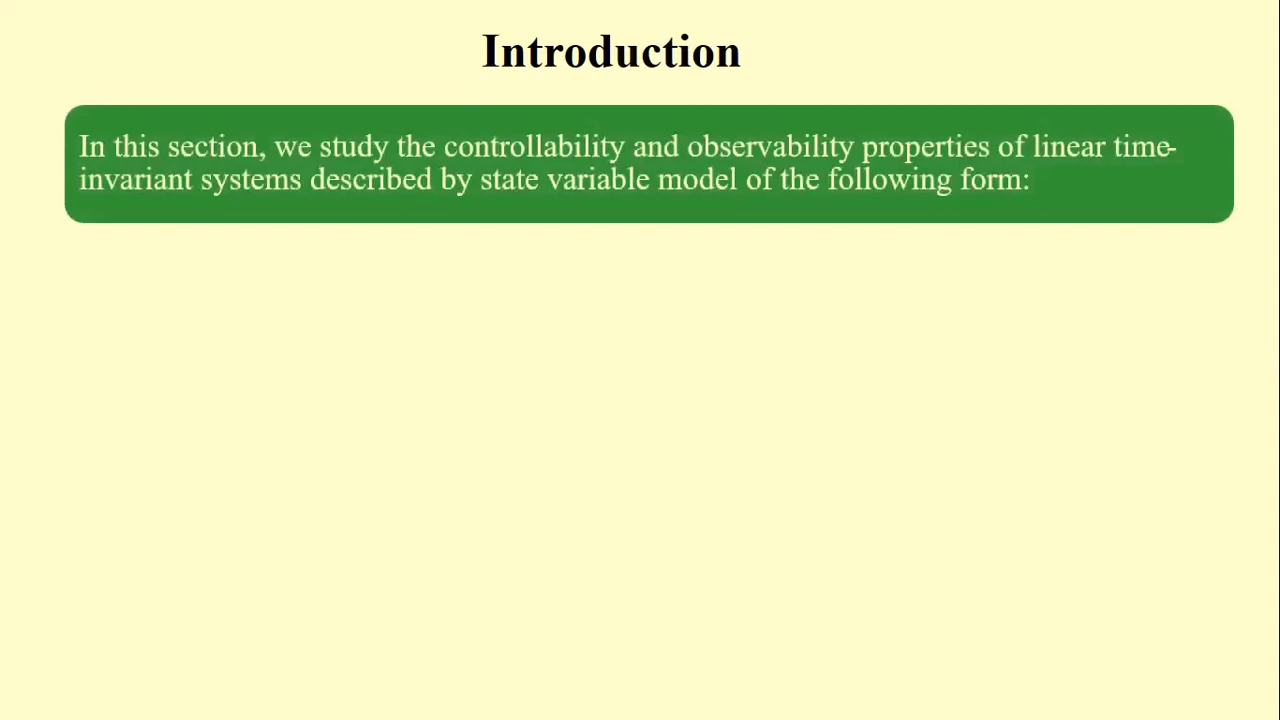 Introduction
In this section, we study the controllability and observability properties of linear time-
invariant systems described by state variable model of the following form: